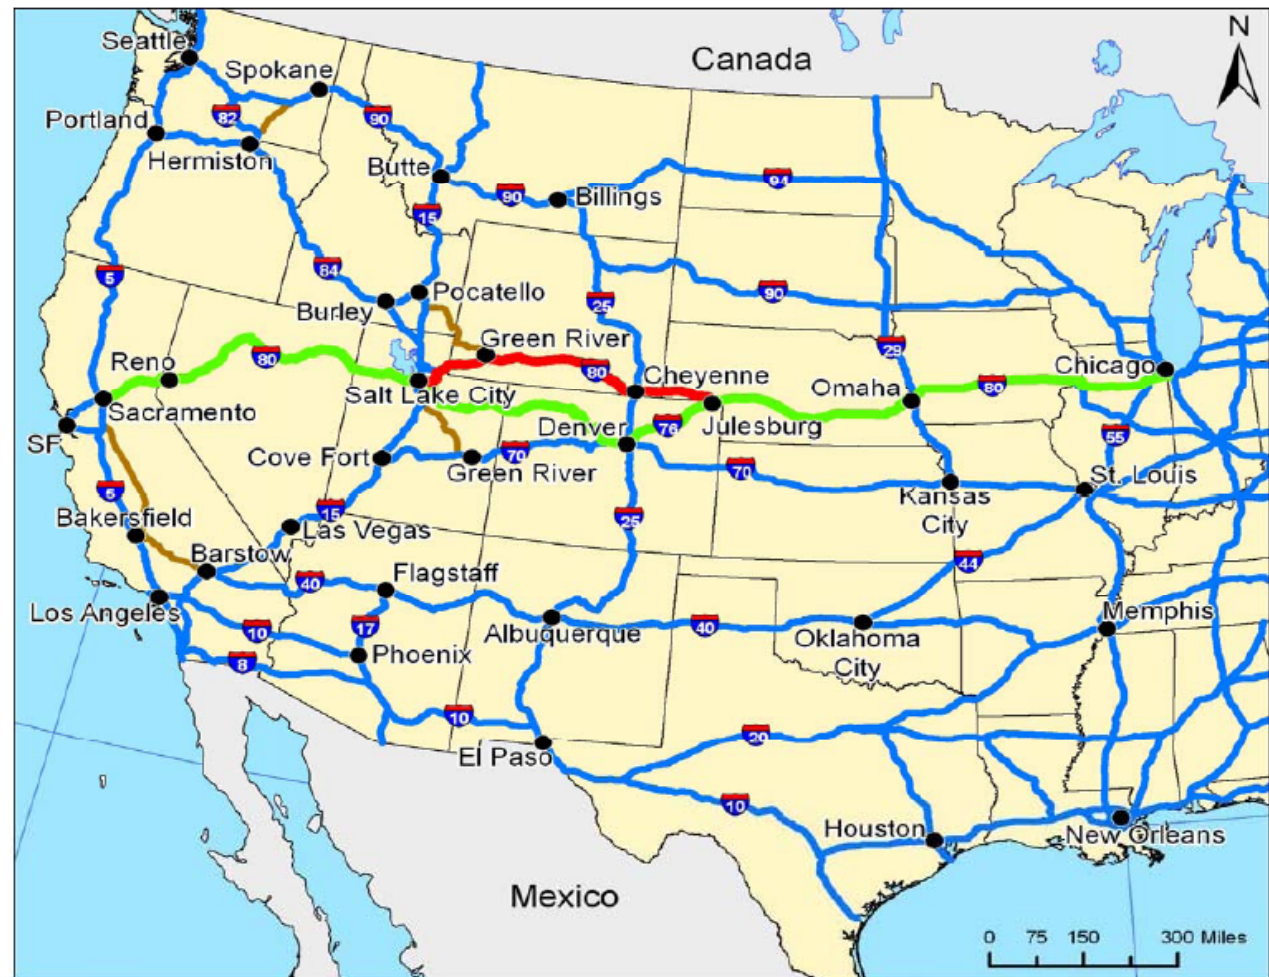 Canada
N
Seattle
Spokane
82
90
Portland
Hermiston
Butte
90
Billings
94
15
5
84
Pocatello
Burley
25
90
Green River
Reno
80
80
Cheyenne
29
Chicago
Salt Lake City
Omaha
80
Sacramento
76
Julesburg
SF
Denver
55
Cove Fort
70
Green River
70
St. Louis
5
Kansas
City
15
25
Bakersfield
Las Vegas
44
Barstow
40
Flagstaff
Los Angeles
10
17
Albuquerque
40
Oklahoma
City
Memphis
8
Phoenix
10
20
El Paso
10
Houston
New Orleans
Mexico
0 75 150 300 Miles